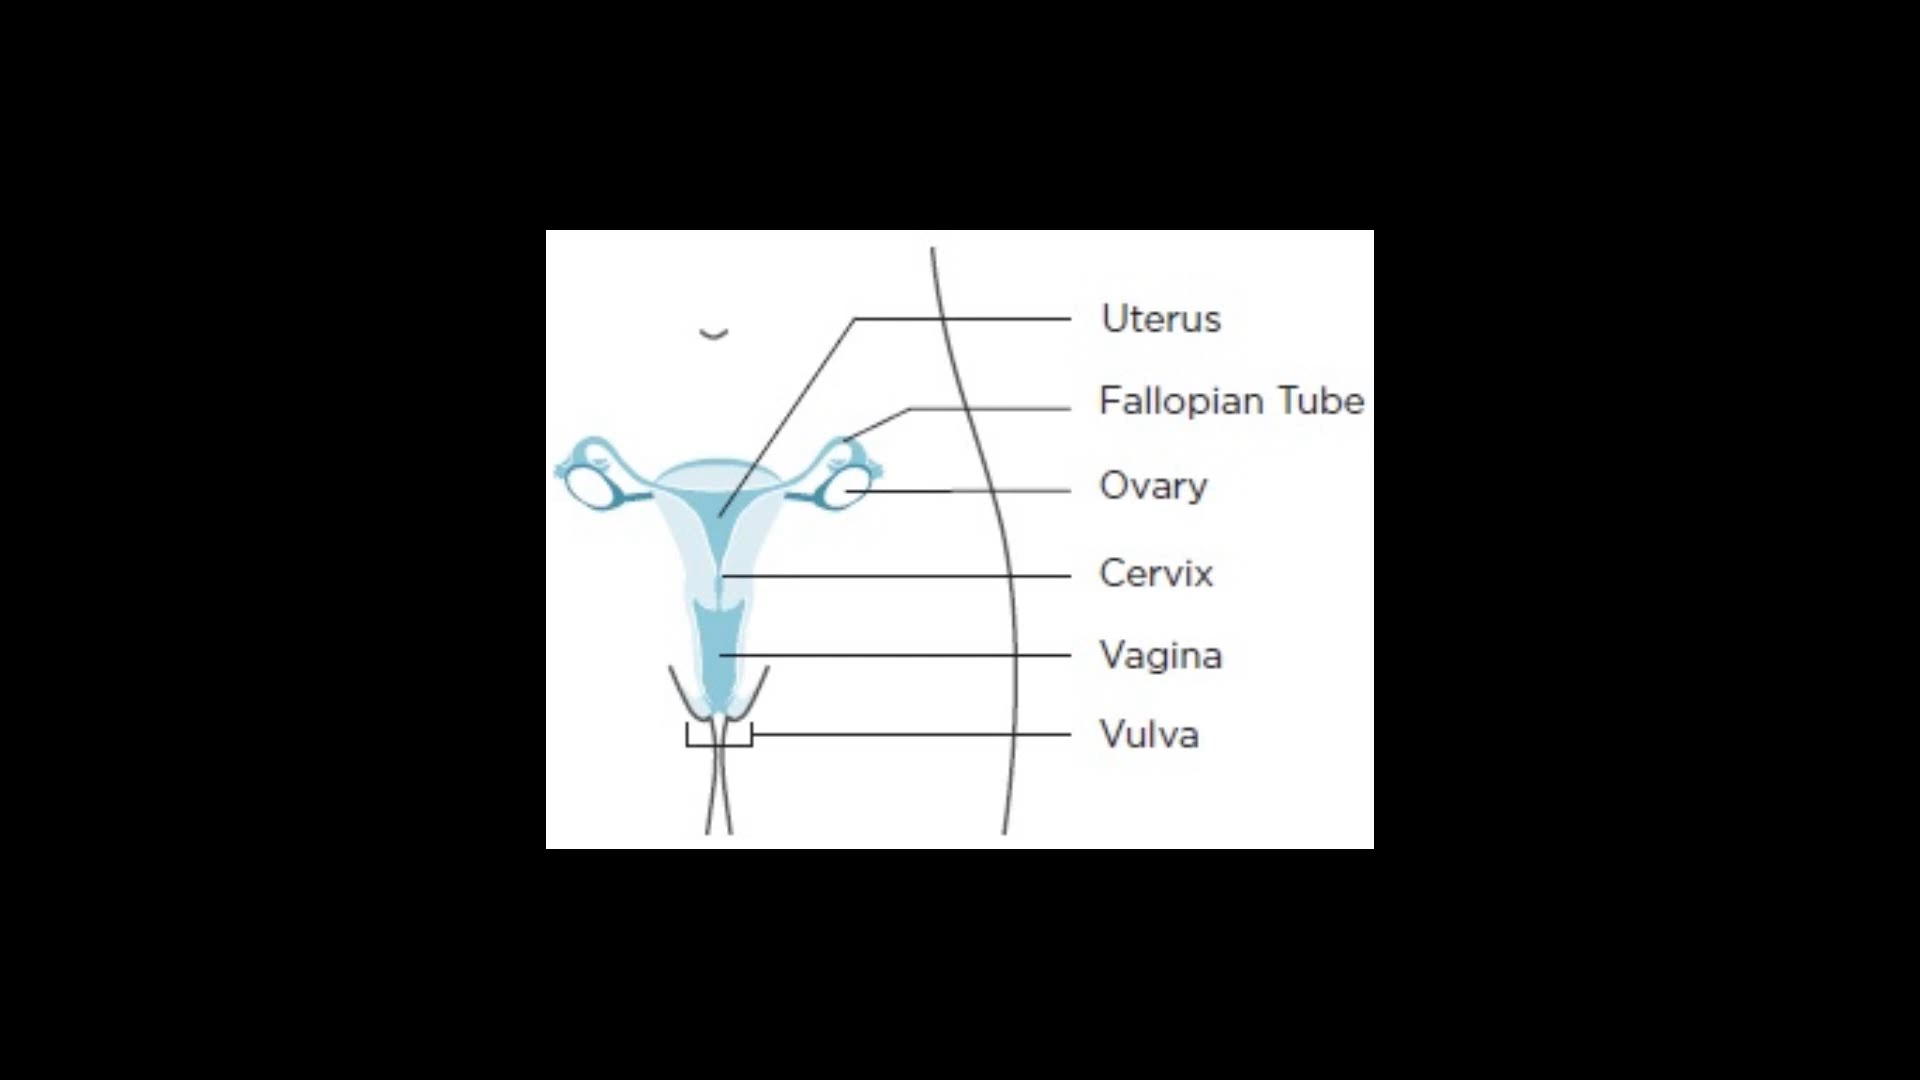 Uterus
Fallopian Tube
Ovary
Cervix
Vagina
Vulva